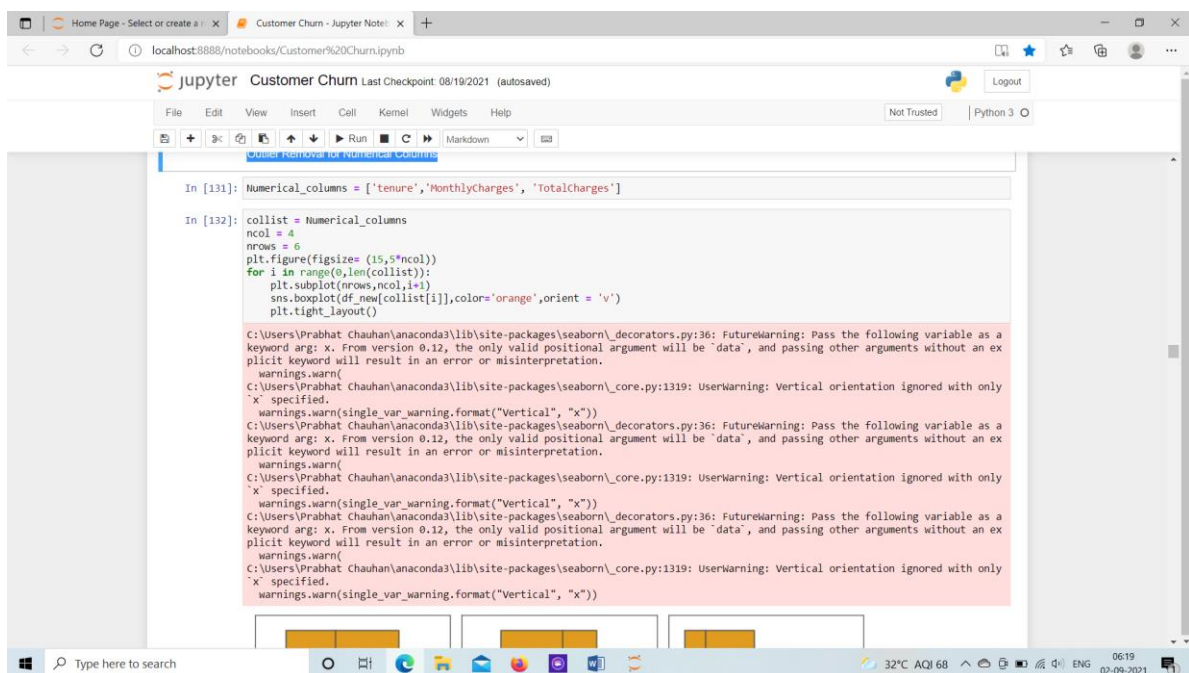 Home Page - Select or create a n
Customer Churn - Jupyter Noteb
localhost:8888/notebooks/Customer%20Churn.ipynb
jupyter Customer Churn Last Checkpoint: 08/19/2021 (autosaved)
Logout
File Edit View Insert Cell Kernel Widgets Help
Not Trusted
Python 3
Run
Markdown
Outlier Removal for Numerical Columns
In [131]: Numerical_columns = ['tenure','MonthlyCharges', 'TotalCharges']
In [132]: collist = Numerical_columns
ncol = 4
nrows = 6
plt.figure(figsize= (15,5*ncol))
for i in range(0,len(collist)):
    plt.subplot(nrows,ncol,i+1)
    sns.boxplot(df_new[collist[i]],color='orange',orient = 'v')
    plt.tight_layout()
C:\Users\Prabhat Chauhan\anaconda3\lib\site-packages\seaborn\_decorators.py:36: FutureWarning: Pass the following variable as a
keyword arg: x. From version 0.12, the only valid positional argument will be `data`, and passing other arguments without an ex
plicit keyword will result in an error or misinterpretation.
  warnings.warn(
C:\Users\Prabhat Chauhan\anaconda3\lib\site-packages\seaborn\_core.py:1319: UserWarning: Vertical orientation ignored with only
`x` specified.
  warnings.warn(single_var_warning.format("Vertical", "x"))
C:\Users\Prabhat Chauhan\anaconda3\lib\site-packages\seaborn\_decorators.py:36: FutureWarning: Pass the following variable as a
keyword arg: x. From version 0.12, the only valid positional argument will be `data`, and passing other arguments without an ex
plicit keyword will result in an error or misinterpretation.
  warnings.warn(
C:\Users\Prabhat Chauhan\anaconda3\lib\site-packages\seaborn\_core.py:1319: UserWarning: Vertical orientation ignored with only
`x` specified.
  warnings.warn(single_var_warning.format("Vertical", "x"))
C:\Users\Prabhat Chauhan\anaconda3\lib\site-packages\seaborn\_decorators.py:36: FutureWarning: Pass the following variable as a
keyword arg: x. From version 0.12, the only valid positional argument will be `data`, and passing other arguments without an ex
plicit keyword will result in an error or misinterpretation.
  warnings.warn(
C:\Users\Prabhat Chauhan\anaconda3\lib\site-packages\seaborn\_core.py:1319: UserWarning: Vertical orientation ignored with only
`x` specified.
  warnings.warn(single_var_warning.format("Vertical", "x"))
Type here to search
32°C AQI 68
ENG
06:19
02-09-2021